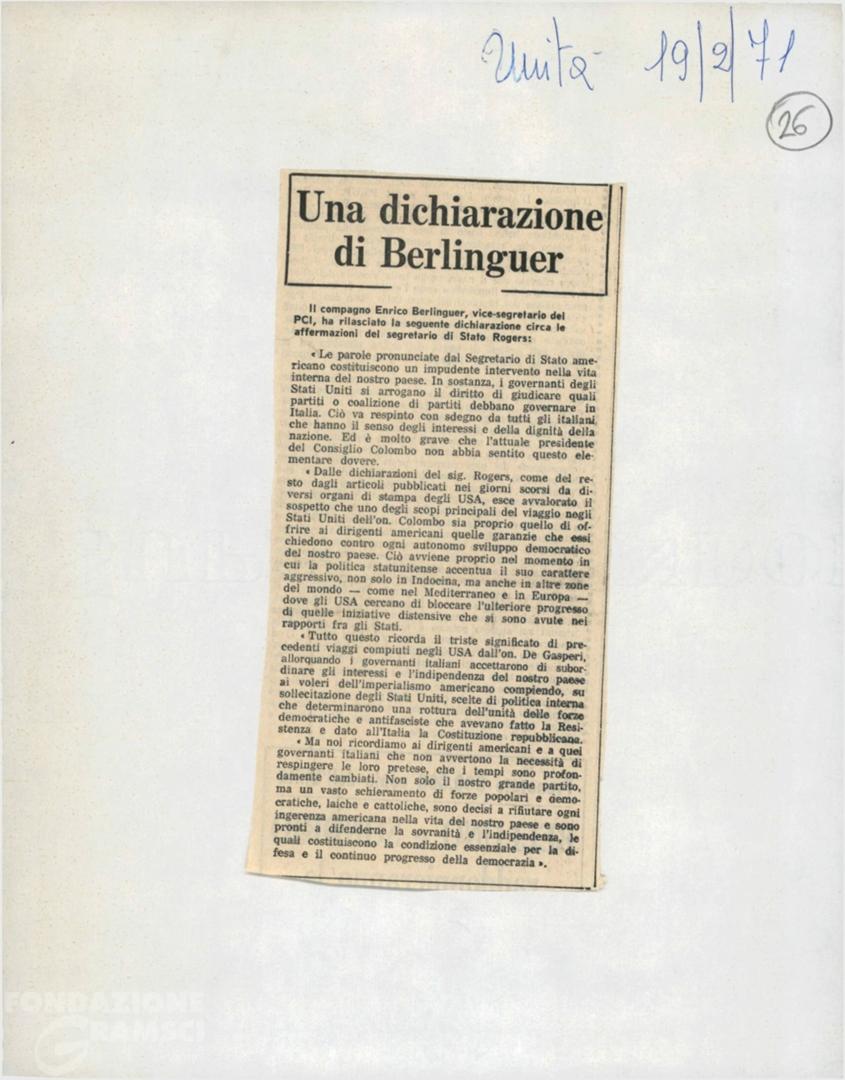 Unità 19/2/71
26
Una dichiarazione
di Berlinguer
Il compagno Enrico Berlinguer, vice-segretario del
PCI, ha rilasciato la seguente dichiarazione circa le
affermazioni del segretario di Stato Rogers:
« Le parole pronunciate dal Segretario di Stato ame-
ricano costituiscono un impudente intervento nella vita
interna del nostro paese. In sostanza, i governanti degli
Stati Uniti si arrogano il diritto di giudicare quali
partiti o coalizione di partiti debbano governare in
Italia. Ciò va respinto con sdegno da tutti gli italiani,
che hanno il senso degli interessi e della dignità della
nazione. Ed è molto grave che l'attuale presidente
del Consiglio Colombo non abbia sentito questo ele-
mentare dovere.
« Dalle dichiarazioni del sig. Rogers, come del re-
sto dagli articoli pubblicati nei giorni scorsi da di-
versi organi di stampa degli USA, esce avvalorato il
sospetto che uno degli scopi principali del viaggio negli
Stati Uniti dell'on. Colombo sia proprio quello di of-
frire ai dirigenti americani quelle garanzie che essi
chiedono contro ogni autonomo sviluppo democratico
del nostro paese. Ciò avviene proprio nel momento in
cui la politica statunitense accentua il suo carattere
aggressivo, non solo in Indocina, ma anche in altre zone
del mondo — come nel Mediterraneo e in Europa —
dove gli USA cercano di bloccare l'ulteriore progresso
di quelle iniziative distensive che si sono avute nei
rapporti fra gli Stati.
« Tutto questo ricorda il triste significato di pre-
cedenti viaggi compiuti negli USA dall'on. De Gasperi,
allorquando i governanti italiani accettarono di subor-
dinare gli interessi e l'indipendenza del nostro paese
ai voleri dell'imperialismo americano compiendo, su
sollecitazione degli Stati Uniti, scelte di politica interna
che determinarono una rottura dell'unità delle forze
democratiche e antifasciste che avevano fatto la Resi-
stenza e dato all'Italia la Costituzione repubblicana.
« Ma noi ricordiamo ai dirigenti americani e a quei
governanti italiani che non avvertono la necessità di
respingere le loro pretese, che i tempi sono profon-
damente cambiati. Non solo il nostro grande partito,
ma un vasto schieramento di forze popolari e demo-
cratiche, laiche e cattoliche, sono decisi a rifiutare ogni
ingerenza americana nella vita del nostro paese e sono
pronti a difenderne la sovranità e l'indipendenza, le
quali costituiscono la condizione essenziale per la di-
fesa e il continuo progresso della democrazia ».
FONDAZIONE
GRAMSCI